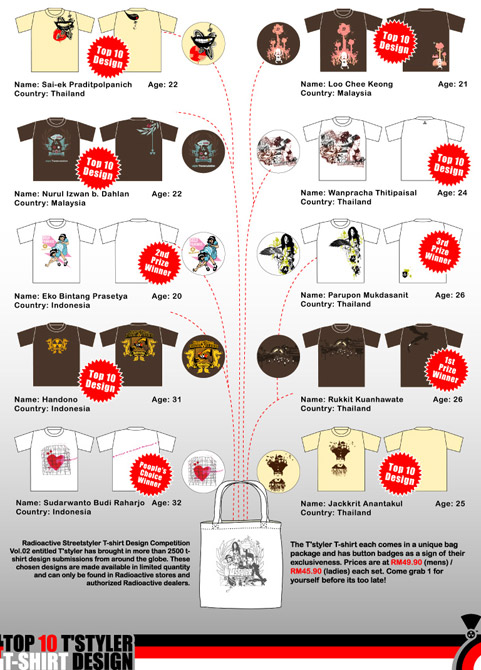 Top 10
Design
Name: Sai-ek Praditpolpanich Age: 22
Country: Thailand
Top 10
Design
Name: Loo Chee Keong Age: 21
Country: Malaysia
Top 10
Design
Name: Nurul Izwan b. Dahlan Age: 22
Country: Malaysia
Top 10
Design
Name: Wanpracha Thitipaisal Age: 24
Country: Thailand
2nd
Prize
Winner
Name: Eko Bintang Prasetya Age: 20
Country: Indonesia
3rd
Prize
Winner
Name: Parupon Mukdasanit Age: 26
Country: Thailand
Top 10
Design
Name: Handono Age: 31
Country: Indonesia
1st
Prize
Winner
Name: Rukkit Kuanhawate Age: 26
Country: Thailand
People's
Choice
Winner
Name: Sudarwanto Budi Raharjo Age: 32
Country: Indonesia
Top 10
Design
Name: Jackkrit Anantakul Age: 25
Country: Thailand
Radioactive Streetstyler T-shirt Design Competition
Vol.02 entitled T'styler has brought in more than 2500 t-
shirt design submissions from around the globe. These
chosen designs are made available in limited quantity
and can only be found in Radioactive stores and
authorized Radioactive dealers.
The T'styler T-shirt each comes in a unique bag
package and has button badges as a sign of their
exclusiveness. Prices are at RM49.90 (mens) /
RM45.90 (ladies) each set. Come grab 1 for
yourself before its too late!
TOP 10 T'STYLER
T-SHIRT DESIGN